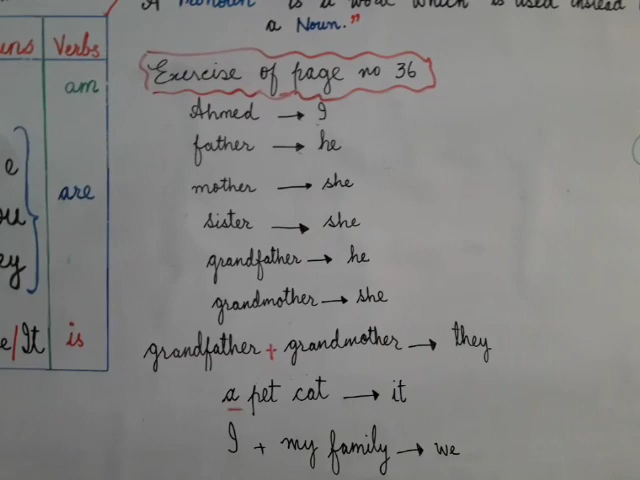 A Pronoun is a word which is used instead
a Noun."
Verbs
am
are
is
e/It
Exercise of page no 36
Ahmed → I
father → he
mother → she
sister → she
grandfather → he
grandmother → she
grandfather + grandmother → they
a pet cat → it
I + my family → we